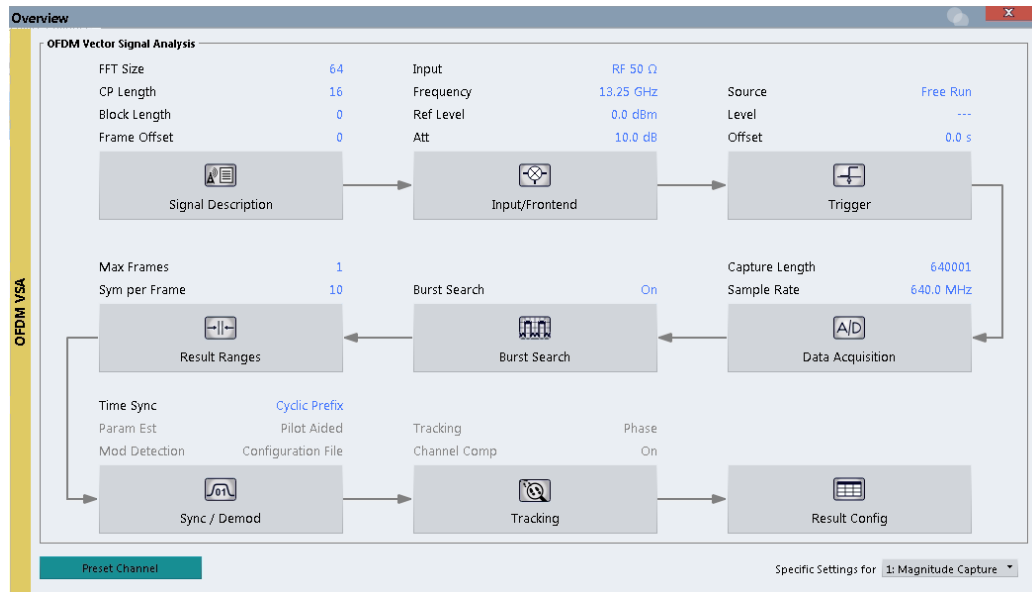 Overview
x
OFDM Vector Signal Analysis
FFT Size 64 Input RF 50 Ω
CP Length 16 Frequency 13.25 GHz Source Free Run
Block Length 0 Ref Level 0.0 dBm Level ---
Frame Offset 0 Att 10.0 dB Offset 0.0 s
Signal Description Input/Frontend Trigger
Max Frames 1 Capture Length 640001
Sym per Frame 10 Burst Search On Sample Rate 640.0 MHz
A/D
Result Ranges Burst Search Data Acquisition
OFDM VSA
Time Sync Cyclic Prefix
Param Est Pilot Aided Tracking Phase
Mod Detection Configuration File Channel Comp On
01
Sync / Demod Tracking Result Config
Preset Channel Specific Settings for 1: Magnitude Capture